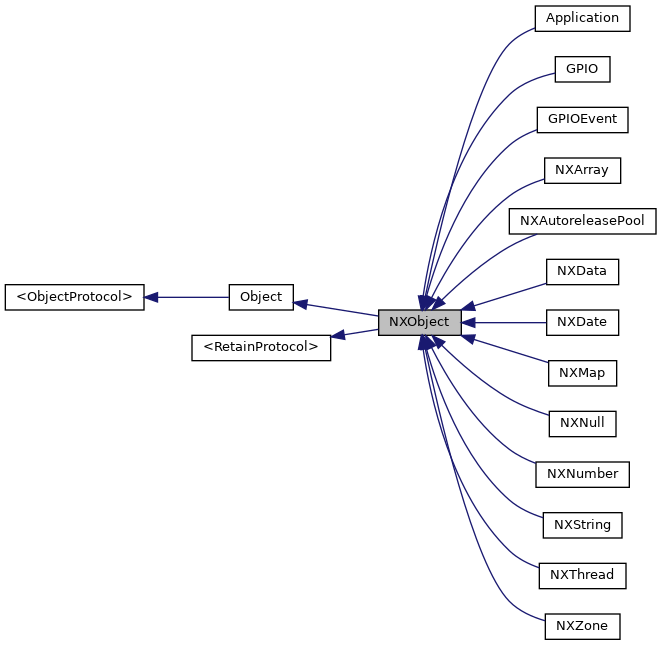 Application
GPIO
GPIOEvent
NXArray
NXAutoreleasePool
NXData
<ObjectProtocol>
Object
NXObject
NXDate
<RetainProtocol>
NXMap
NXNull
NXNumber
NXString
NXThread
NXZone